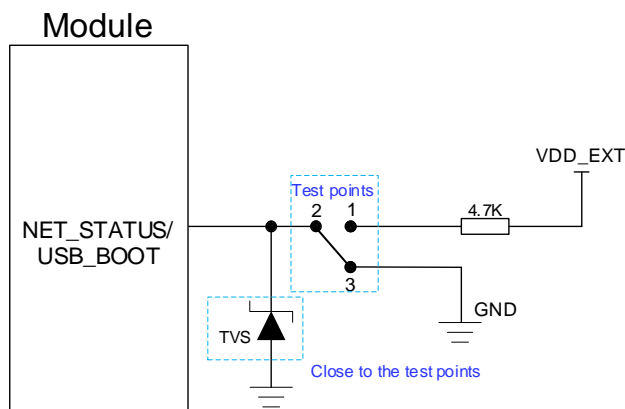 Module
VDD_EXT
Test points
2 1
4.7K
NET_STATUS/
USB_BOOT
3
GND
TVS
Close to the test points